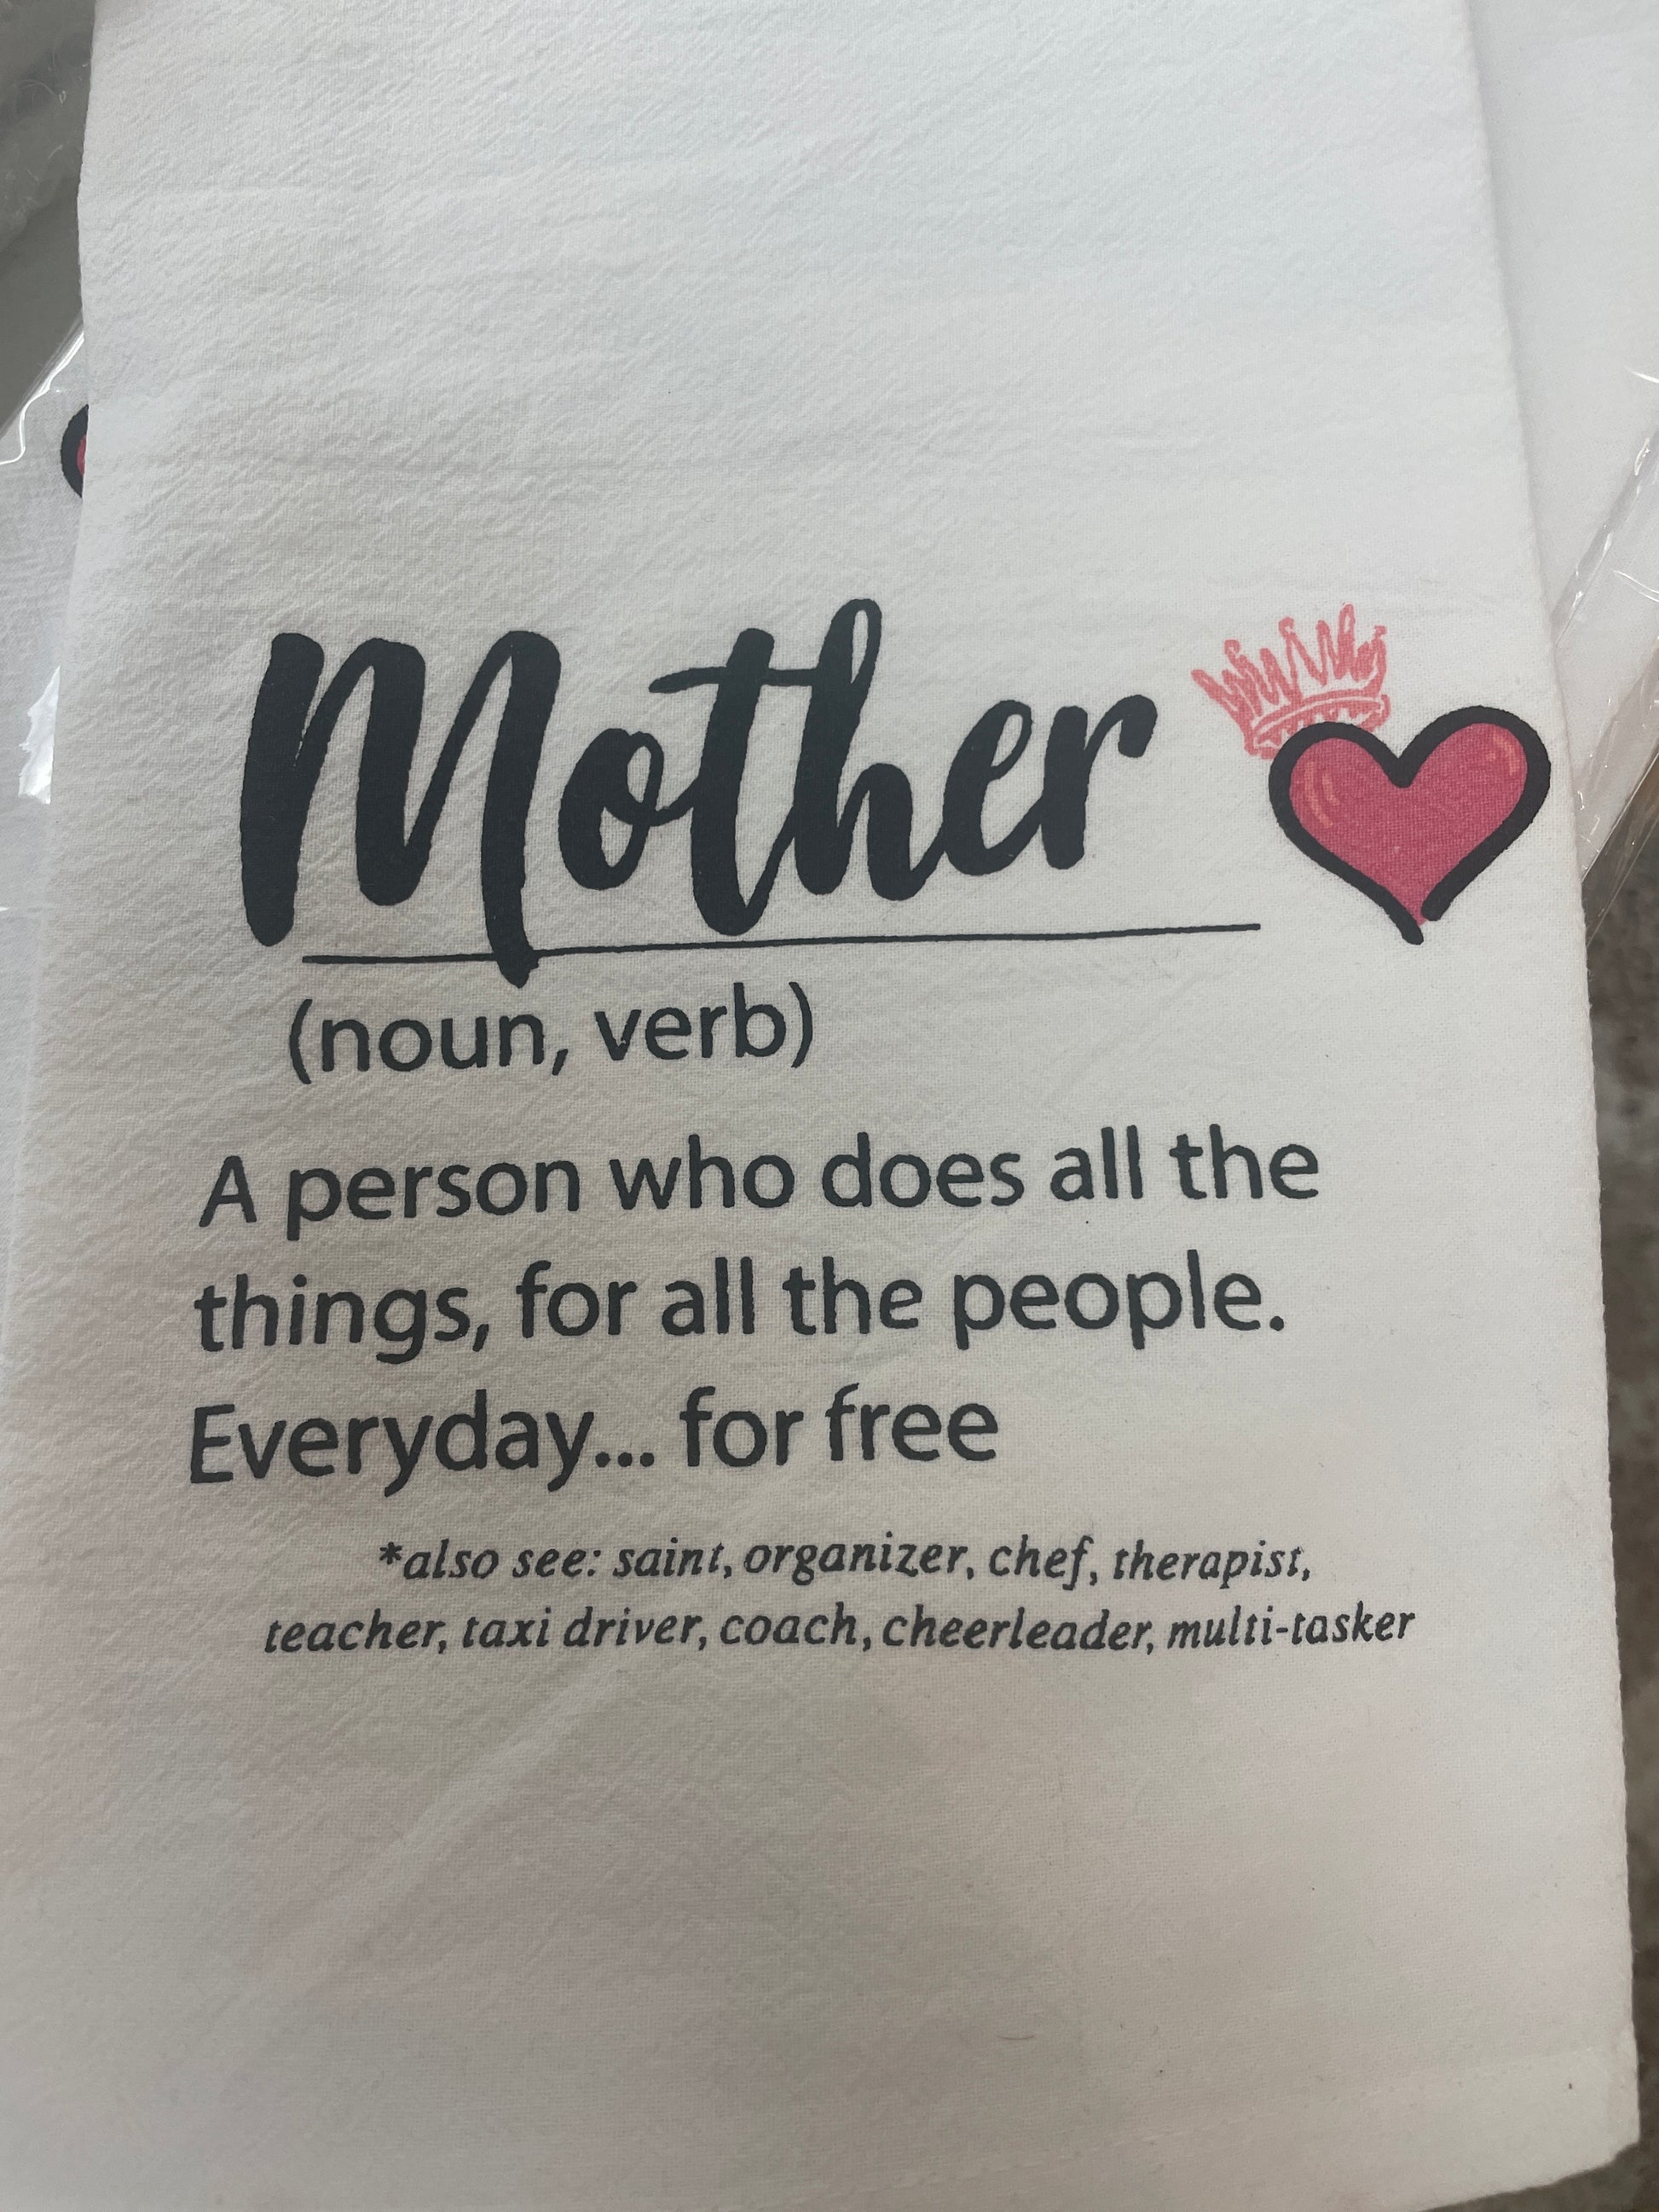 Mother
(noun, verb)
A person who does all the
things, for all the people.
Everyday... for free
*also see: saint, organizer, chef, therapist,
teacher, taxi driver, coach, cheerleader, multi-tasker